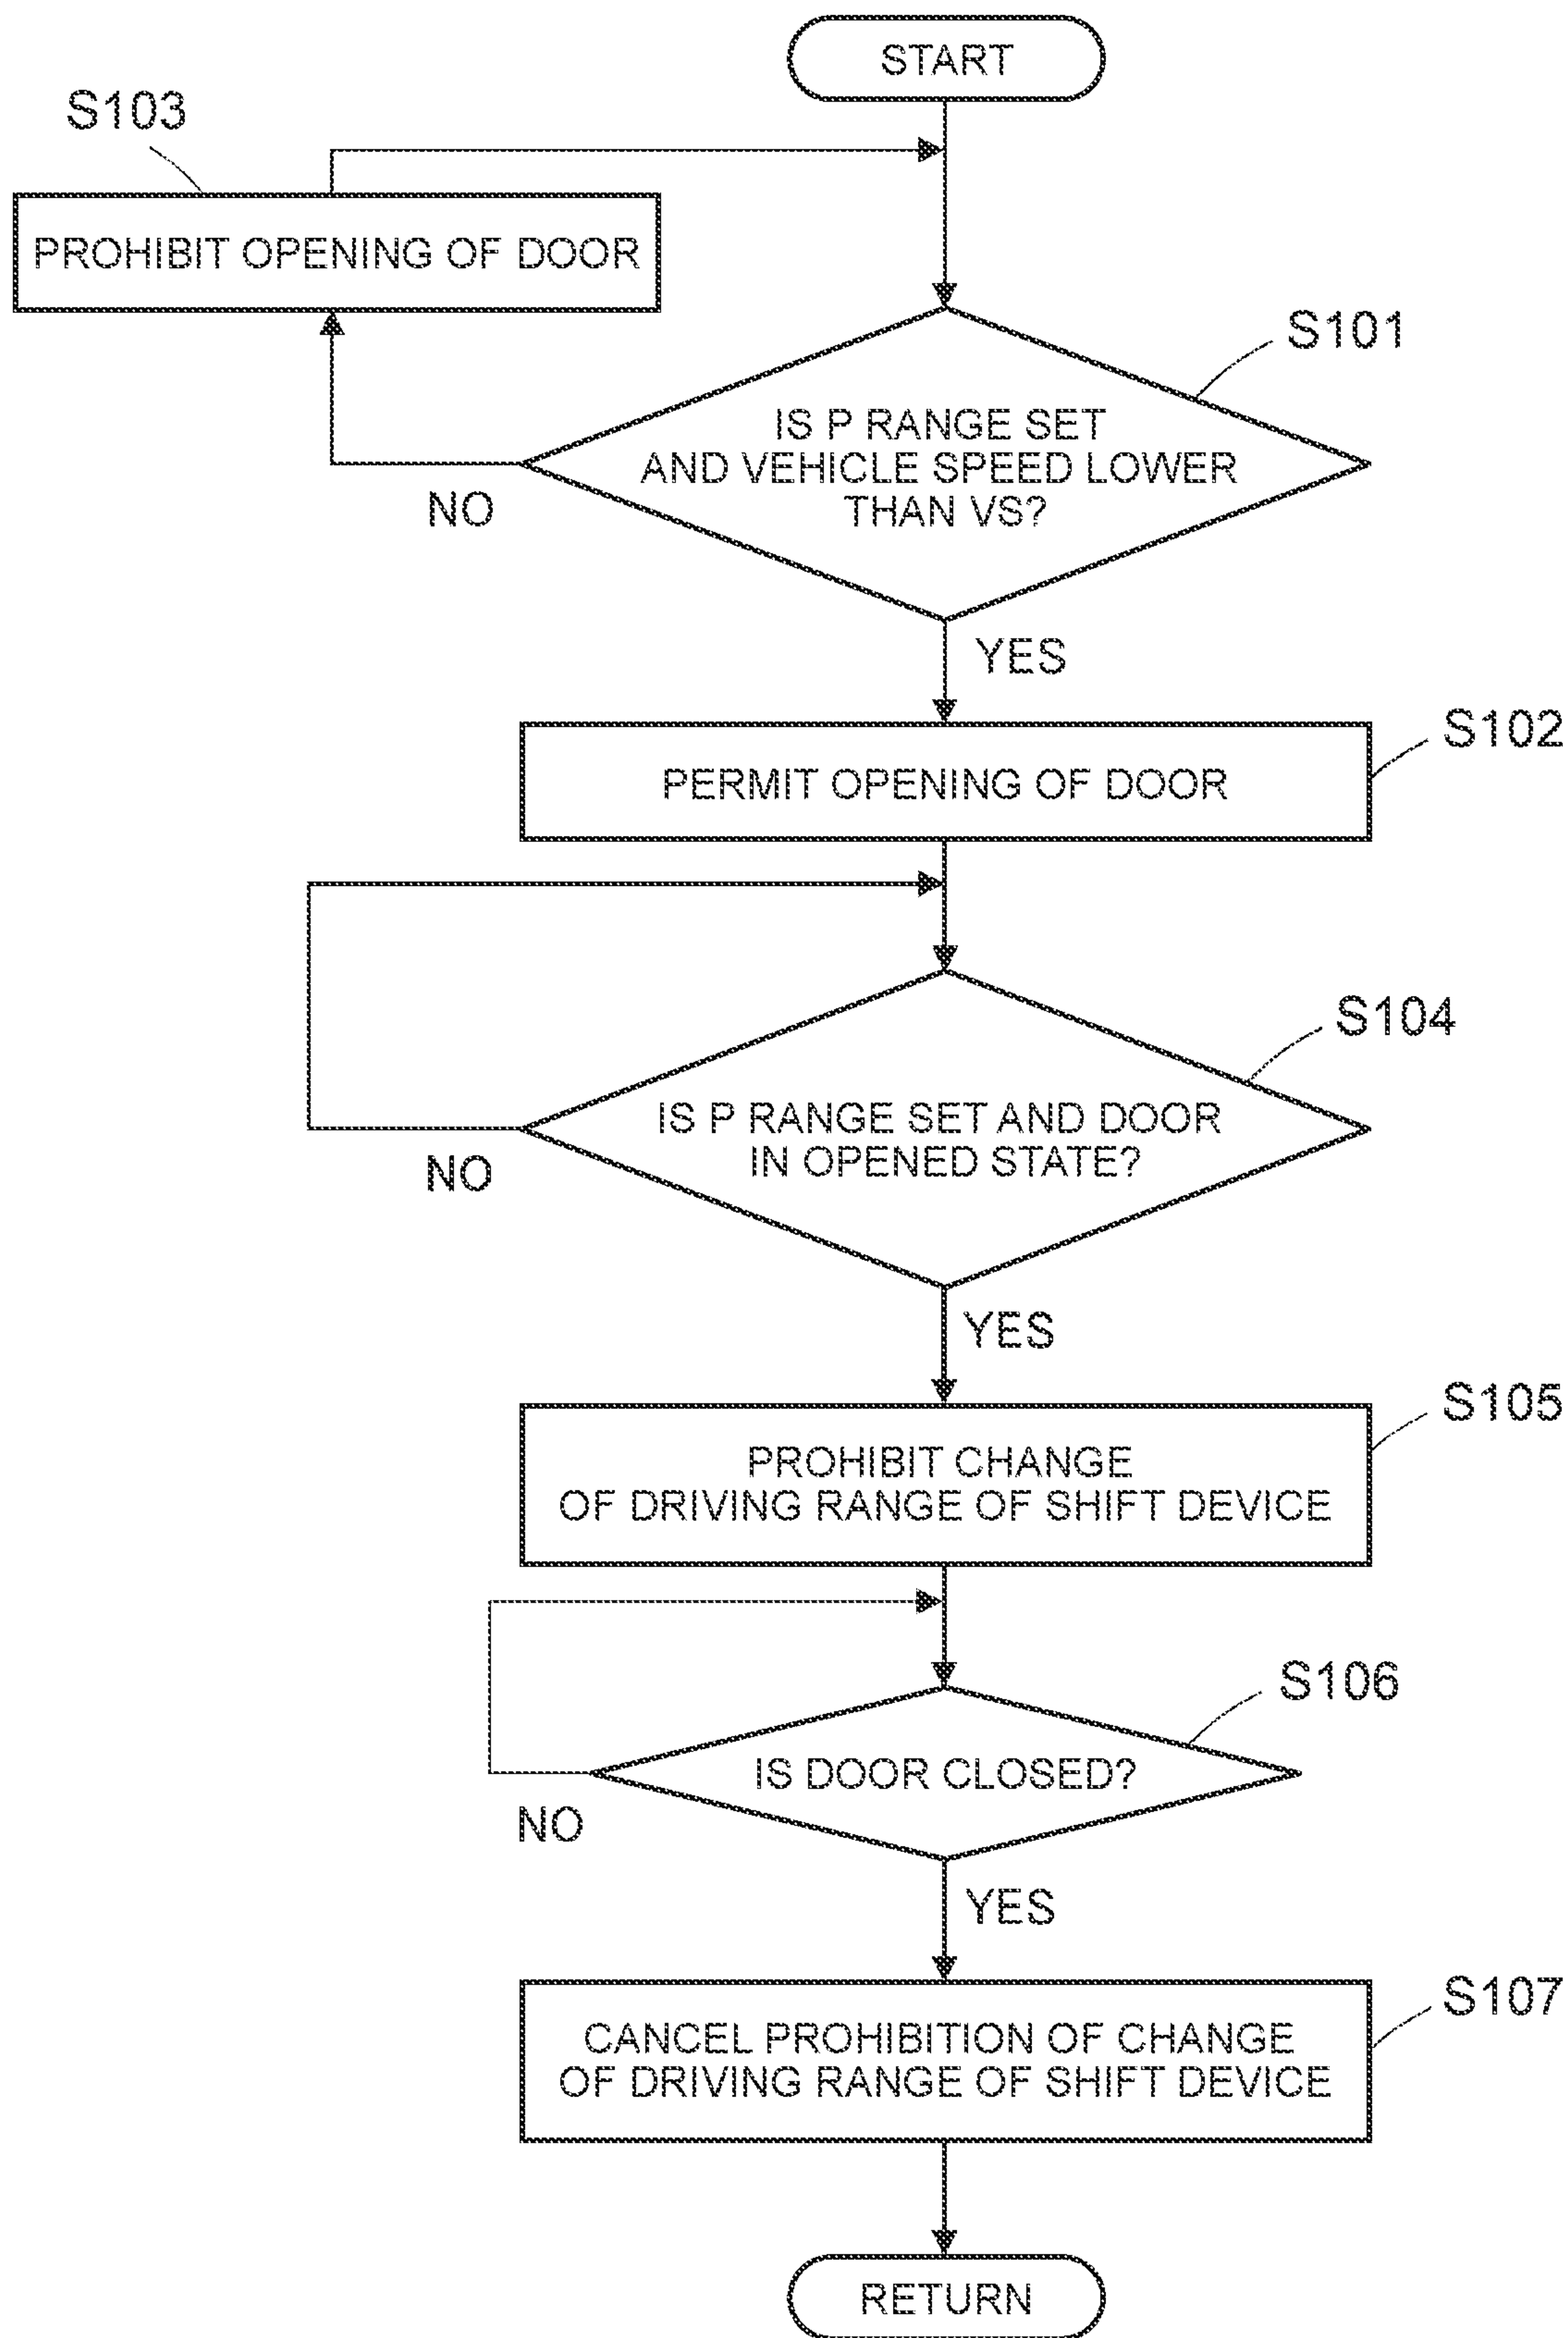 START
S103
PROHIBIT OPENING OF DOOR
S101
IS P RANGE SET
AND VEHICLE SPEED LOWER
THAN VS?
NO
YES
S102
PERMIT OPENING OF DOOR
S104
IS P RANGE SET AND DOOR
IN OPENED STATE?
NO
YES
S105
PROHIBIT CHANGE
OF DRIVING RANGE OF SHIFT DEVICE
S106
IS DOOR CLOSED?
NO
YES
S107
CANCEL PROHIBITION OF CHANGE
OF DRIVING RANGE OF SHIFT DEVICE
RETURN